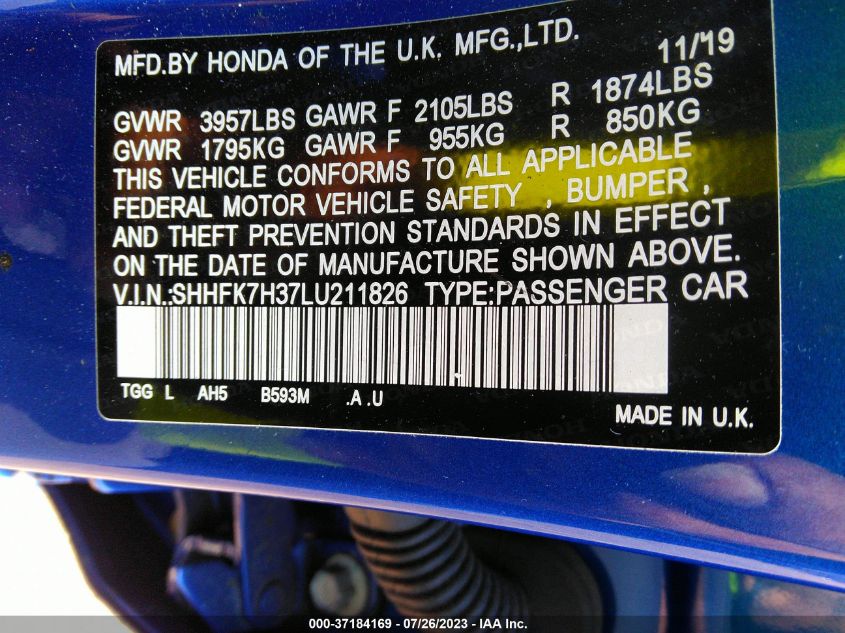 MFD.BY HONDA OF THE U.K. MFG.,LTD. 11/19
GVWR 3957LBS GAWR F 2105LBS R 1874LBS
GVWR 1795KG GAWR F 955KG R 850KG
THIS VEHICLE CONFORMS TO ALL APPLICABLE
FEDERAL MOTOR VEHICLE SAFETY , BUMPER ,
AND THEFT PREVENTION STANDARDS IN EFFECT
ON THE DATE OF MANUFACTURE SHOWN ABOVE.
V.I.N.:SHHFK7H37LU211826 TYPE:PASSENGER CAR
TGG L AH5 B593M .A .U
MADE IN U.K.
000-37184169 - 07/26/2023 - IAA Inc.